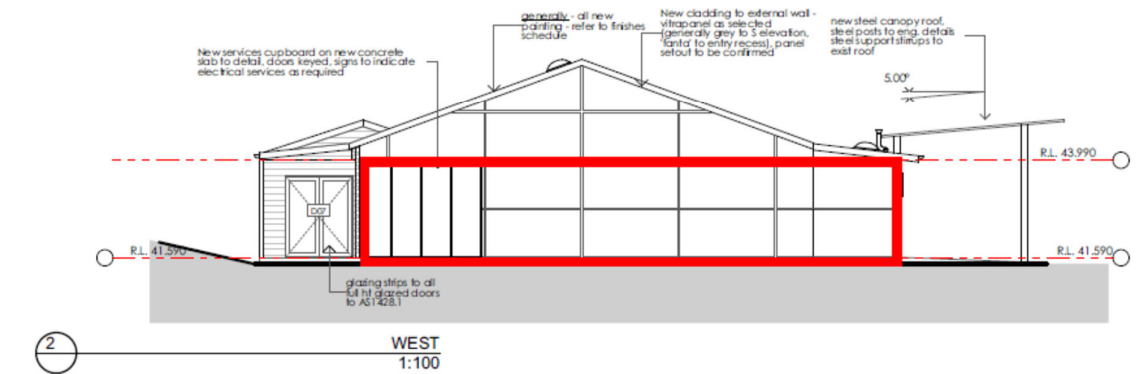 generally - all new
painting - refer to finishes
schedule
New cladding to external wall -
vitrapanel as selected
(generally grey to S elevation,
'fanta' to entry recess), panel
setout to be confirmed
new steel canopy roof,
steel posts to eng. details
steel support stirrups to
exist roof
New services cupboard on new concrete
slab to detail, doors keyed, signs to indicate
electrical services as required
5.00°
R.L. 43.990
D07
R.L. 41.590
R.L. 41.590
glazing strips to all
full ht glazed doors
to AS1428.1
2
WEST
1:100